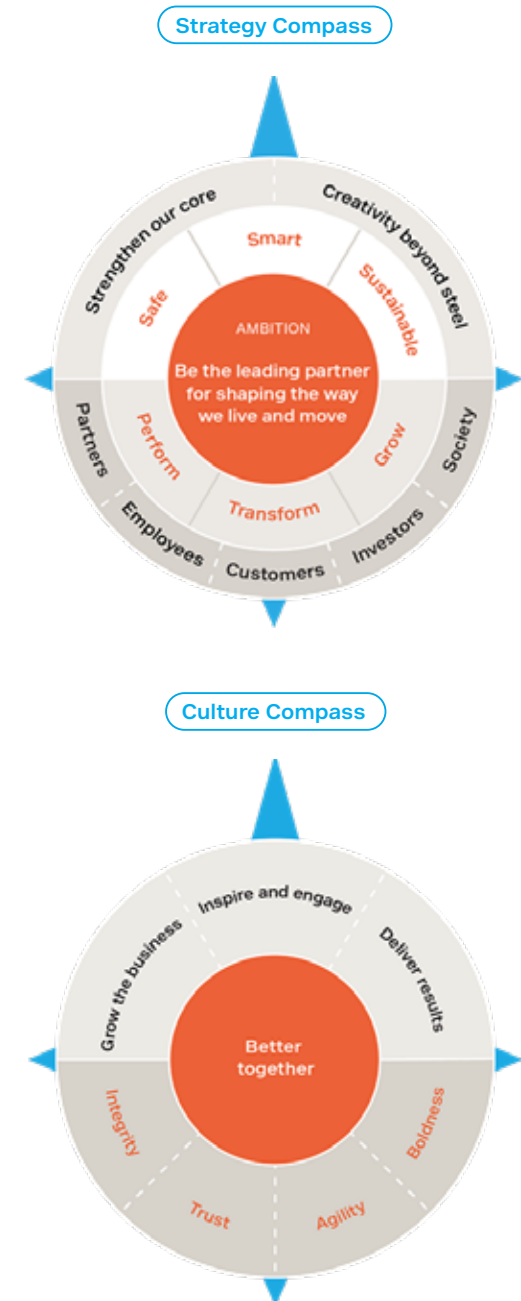 Strategy Compass
Strengthen our core
Creativity beyond steel
Safe
Smart
Sustainable
AMBITION
Be the leading partner
for shaping the way
we live and move
Perform
Transform
Grow
Partners
Employees
Customers
Investors
Society
Culture Compass
Grow the business
Inspire and engage
Deliver results
Better
together
Integrity
Trust
Agility
Boldness